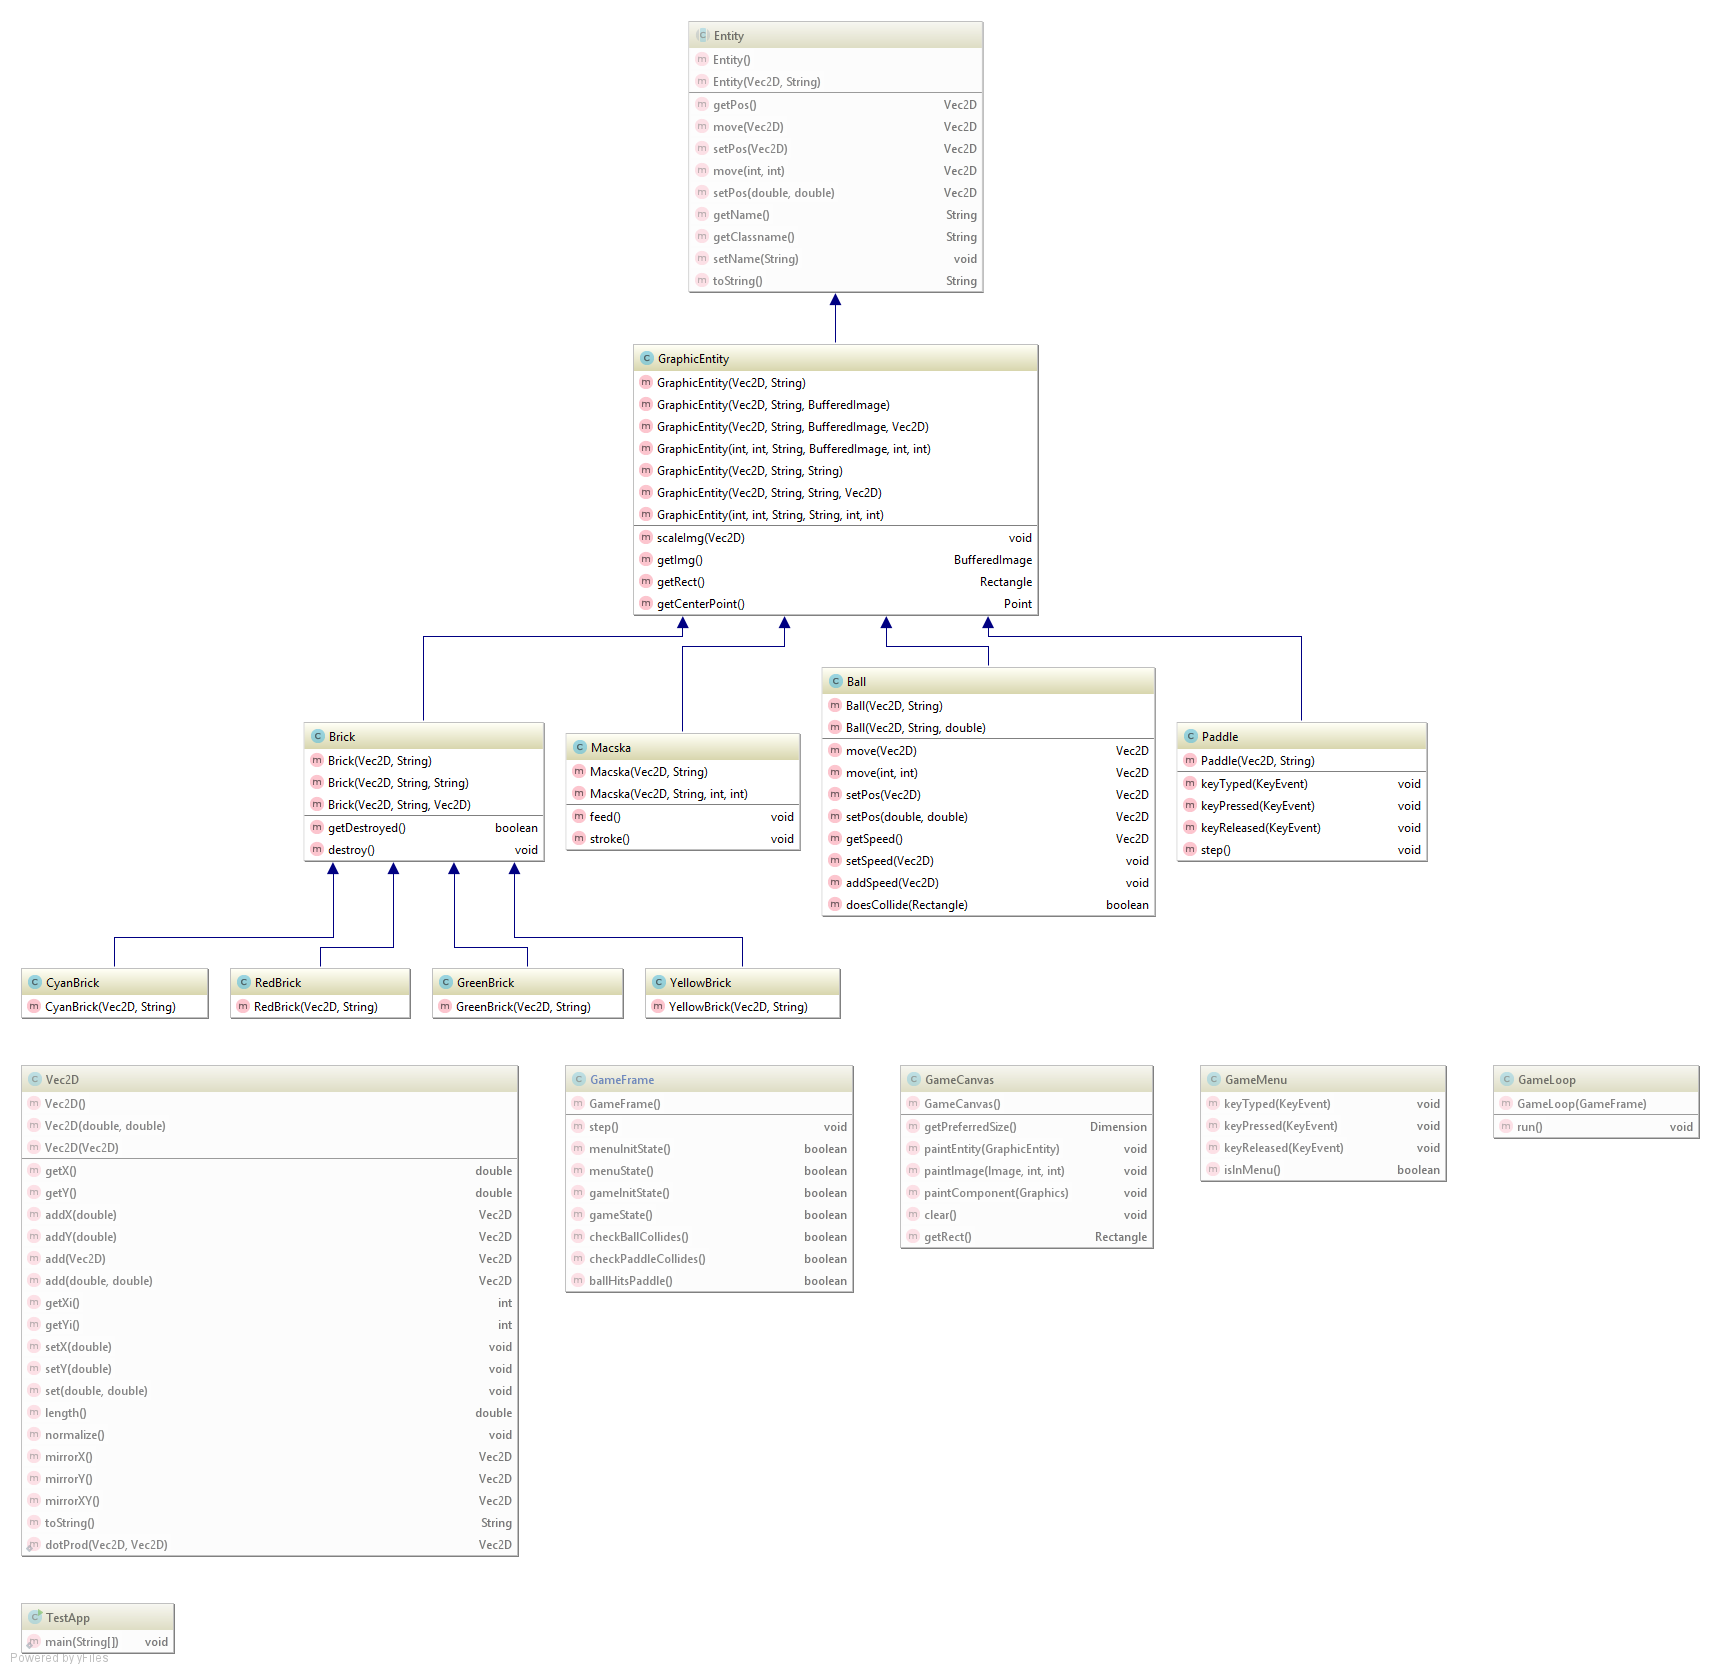 Entity
Entity()
Entity(Vec2D, String)
getPos() Vec2D
move(Vec2D) Vec2D
setPos(Vec2D) Vec2D
move(int, int) Vec2D
setPos(double, double) Vec2D
getName() String
getClassname() String
setName(String) void
toString() String
GraphicEntity
GraphicEntity(Vec2D, String)
GraphicEntity(Vec2D, String, BufferedImage)
GraphicEntity(Vec2D, String, BufferedImage, Vec2D)
GraphicEntity(int, int, String, BufferedImage, int, int)
GraphicEntity(Vec2D, String, String)
GraphicEntity(Vec2D, String, String, Vec2D)
GraphicEntity(int, int, String, String, int, int)
scaleImg(Vec2D) void
getImg() BufferedImage
getRect() Rectangle
getCenterPoint() Point
Brick
Brick(Vec2D, String)
Brick(Vec2D, String, String)
Brick(Vec2D, String, Vec2D)
getDestroyed() boolean
destroy() void
Macska
Macska(Vec2D, String)
Macska(Vec2D, String, int, int)
feed() void
stroke() void
Ball
Ball(Vec2D, String)
Ball(Vec2D, String, double)
move(Vec2D) Vec2D
move(int, int) Vec2D
setPos(Vec2D) Vec2D
setPos(double, double) Vec2D
getSpeed() Vec2D
setSpeed(Vec2D) void
addSpeed(Vec2D) void
doesCollide(Rectangle) boolean
Paddle
Paddle(Vec2D, String)
keyTyped(KeyEvent) void
keyPressed(KeyEvent) void
keyReleased(KeyEvent) void
step() void
CyanBrick
CyanBrick(Vec2D, String)
RedBrick
RedBrick(Vec2D, String)
GreenBrick
GreenBrick(Vec2D, String)
YellowBrick
YellowBrick(Vec2D, String)
Vec2D
Vec2D()
Vec2D(double, double)
Vec2D(Vec2D)
getX() double
getY() double
addX(double) Vec2D
addY(double) Vec2D
add(Vec2D) Vec2D
add(double, double) Vec2D
getXi() int
getYi() int
setX(double) void
setY(double) void
set(double, double) void
length() double
normalize() void
mirrorX() Vec2D
mirrorY() Vec2D
mirrorXY() Vec2D
toString() String
dotProd(Vec2D, Vec2D) Vec2D
GameFrame
GameFrame()
step() void
menuInitState() boolean
menuState() boolean
gameInitState() boolean
gameState() boolean
checkBallCollides() boolean
checkPaddleCollides() boolean
ballHitsPaddle() boolean
GameCanvas
GameCanvas()
getPreferredSize() Dimension
paintEntity(GraphicEntity) void
paintImage(Image, int, int) void
paintComponent(Graphics) void
clear() void
getRect() Rectangle
GameMenu
keyTyped(KeyEvent) void
keyPressed(KeyEvent) void
keyReleased(KeyEvent) void
isInMenu() boolean
GameLoop
GameLoop(GameFrame)
run() void
TestApp
main(String[]) void
Powered by yFiles